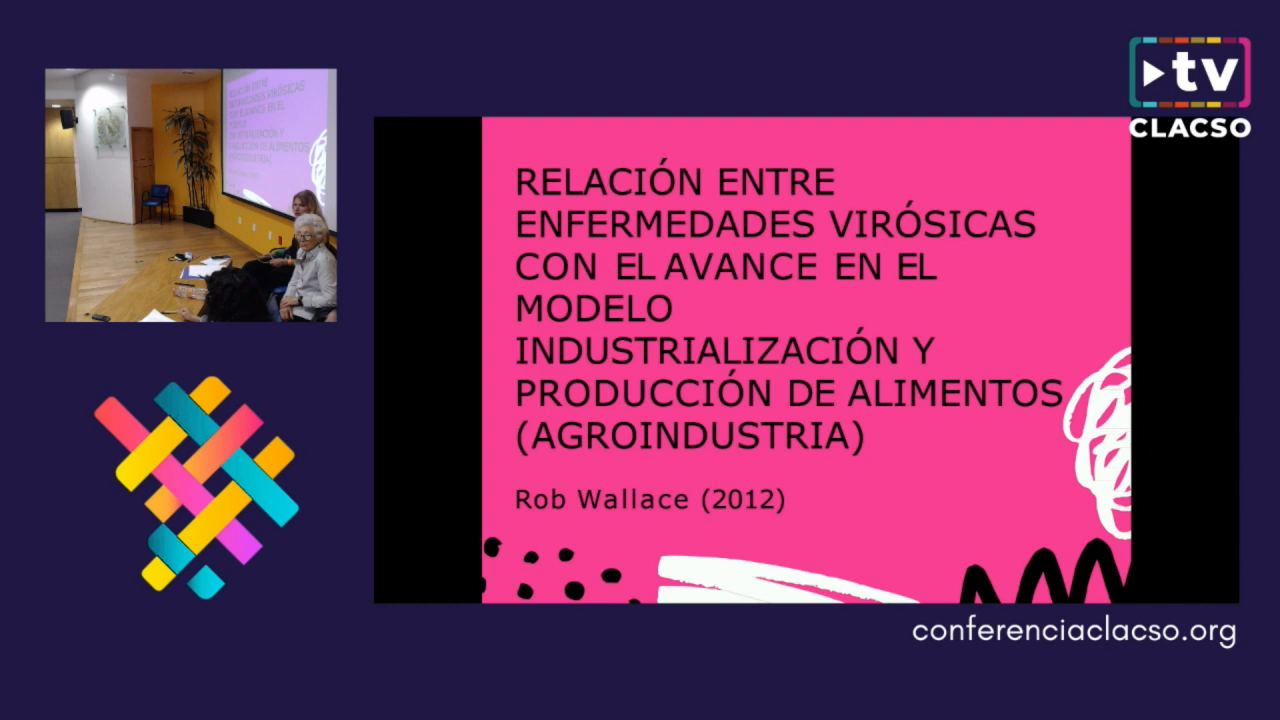 tv
CLACSO
RELACIÓN ENTRE
ENFERMEDADES VIRÓSICAS
CON EL AVANCE EN EL
MODELO
INDUSTRIALIZACIÓN Y
PRODUCCIÓN DE ALIMENTOS
(AGROINDUSTRIA)
Rob Wallace (2012)
conferenciaclacso.org